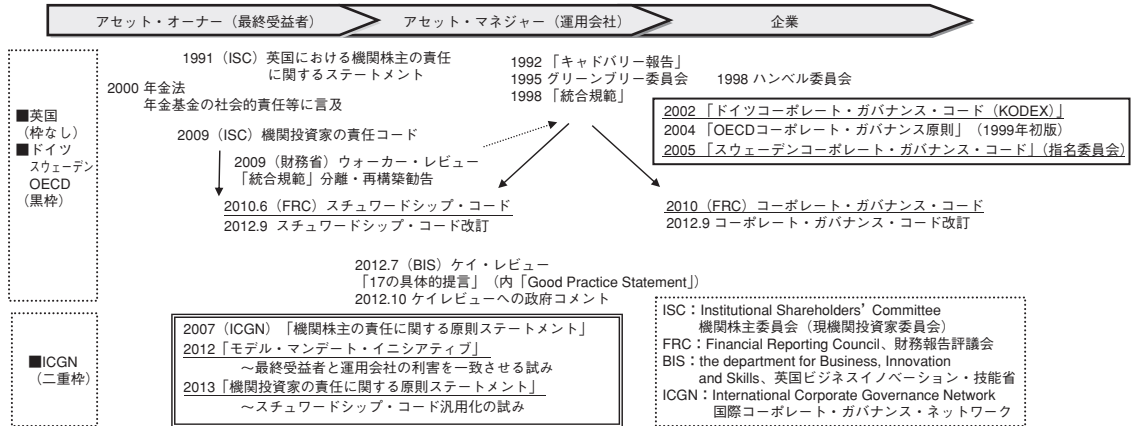 アセット・オーナー（最終受益者）
アセット・マネジャー（運用会社）
企業
■英国
（枠なし）
■ドイツ
スウェーデン
OECD
（黒枠）
1991（ISC）英国における機関株主の責任
に関するステートメント
2000 年金法
年金基金の社会的責任等に言及
2009（ISC）機関投資家の責任コード
2009（財務省）ウォーカー・レビュー
「統合規範」分離・再構築勧告
2010.6（FRC）スチュワードシップ・コード
2012.9 スチュワードシップ・コード改訂
1992 「キャドバリー報告」
1995 グリーンブリー委員会
1998 「統合規範」
1998 ハンペル委員会
2002 「ドイツコーポレート・ガバナンス・コード（KODEX）」
2004 「OECDコーポレート・ガバナンス原則」（1999年初版）
2005 「スウェーデンコーポレート・ガバナンス・コード」（指名委員会）
2010（FRC）コーポレート・ガバナンス・コード
2012.9 コーポレート・ガバナンス・コード改訂
2012.7（BIS）ケイ・レビュー
「17の具体的提言」（内「Good Practice Statement」）
2012.10 ケイレビューへの政府コメント
■ICGN
（二重枠）
2007（ICGN）「機関株主の責任に関する原則ステートメント」
2012「モデル・マンデート・イニシアティブ」
～最終受益者と運用会社の利害を一致させる試み
2013「機関投資家の責任に関する原則ステートメント」
～スチュワードシップ・コード汎用化の試み
ISC：Institutional Shareholders’ Committee
機関株主委員会（現機関投資家委員会）
FRC：Financial Reporting Council、財務報告評議会
BIS：the department for Business, Innovation
and Skills、英国ビジネスイノベーション・技能省
ICGN：International Corporate Governance Network
国際コーポレート・ガバナンス・ネットワーク